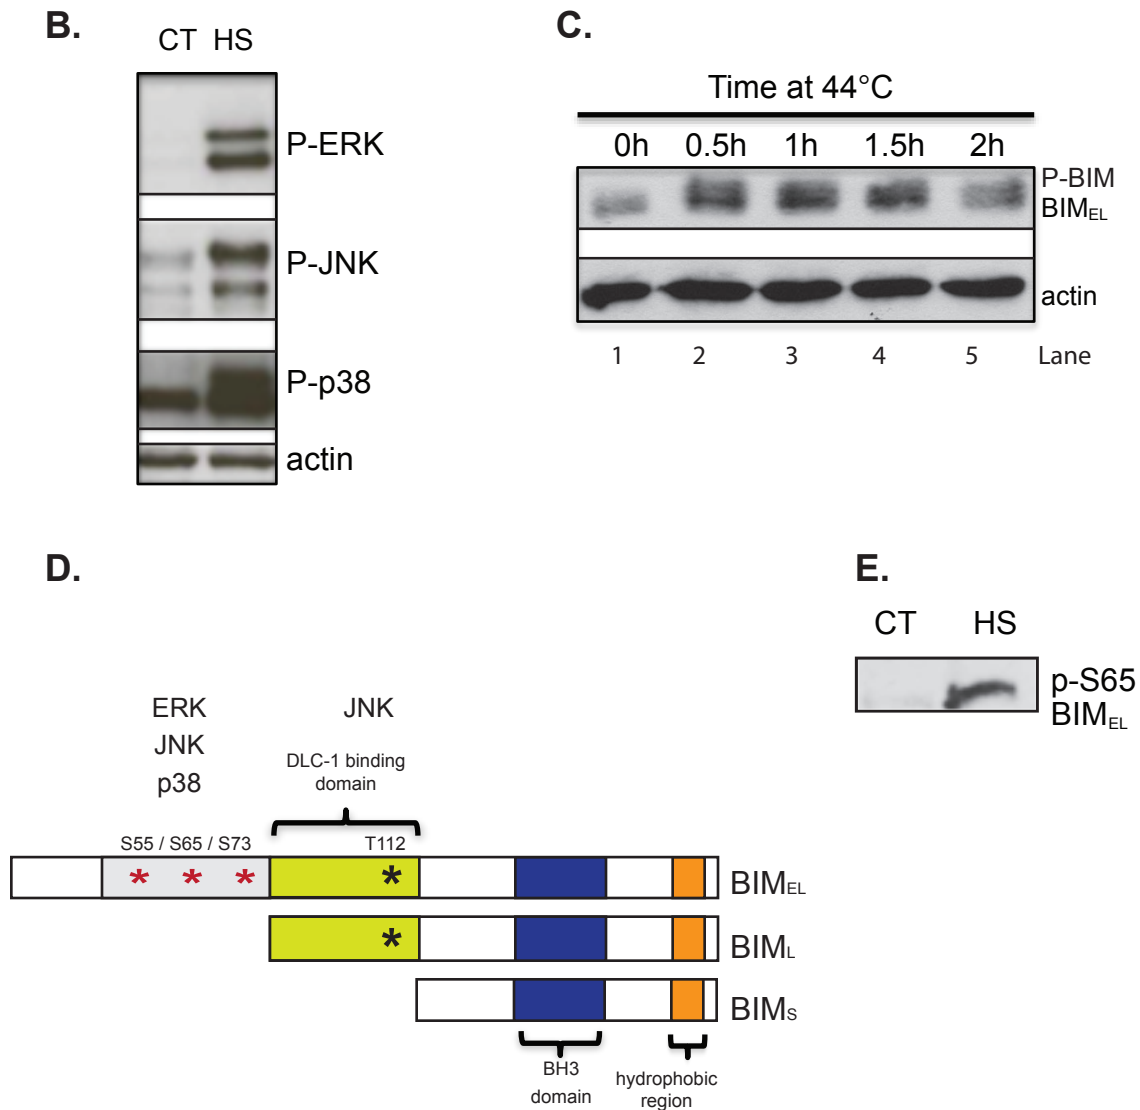 B.
CT HS
P-ERK
P-JNK
P-p38
actin
C.
Time at 44°C
0h 0.5h 1h 1.5h 2h
P-BIM
BIMEL
actin
1 2 3 4 5 Lane
D.
ERK
JNK
p38
JNK
DLC-1 binding
domain
S55 / S65 / S73
T112
* * * *
BIMEL
*
BIML
BIMS
BH3
domain
hydrophobic
region
E.
CT HS
p-S65
BIMEL